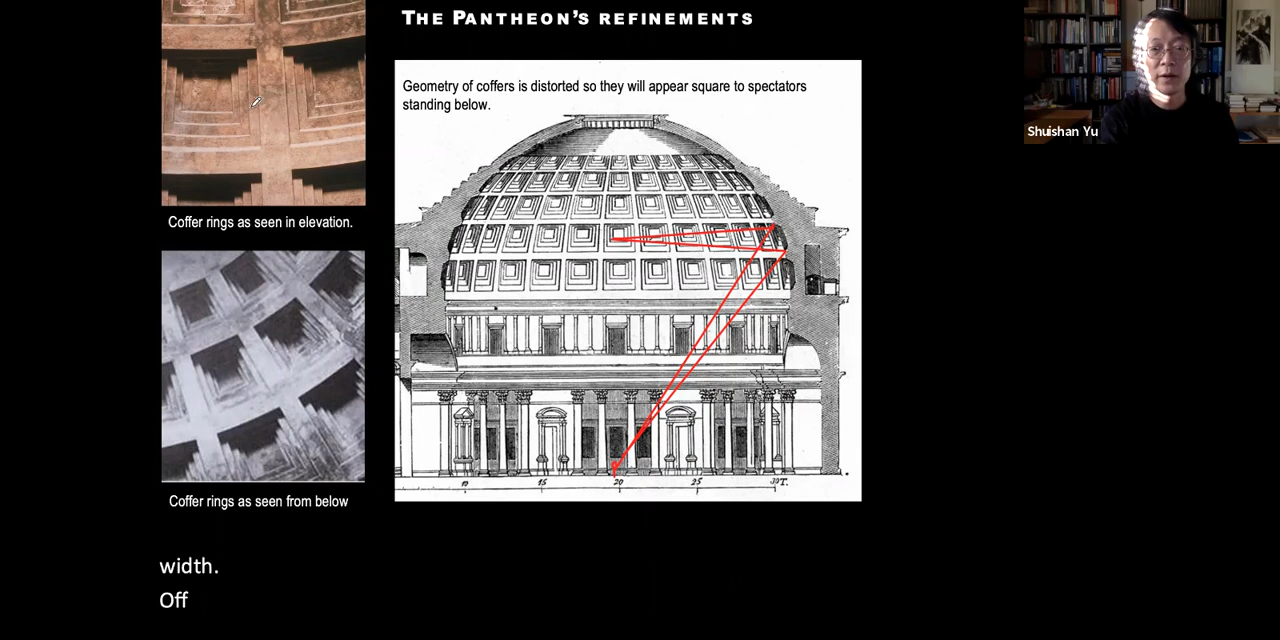 THE PANTHEON'S REFINEMENTS
Geometry of coffers is distorted so they will appear square to spectators
standing below.
Shuishan Yu
Coffer rings as seen in elevation.
Coffer rings as seen from below
10 15 20 25 30T.
width.
Off